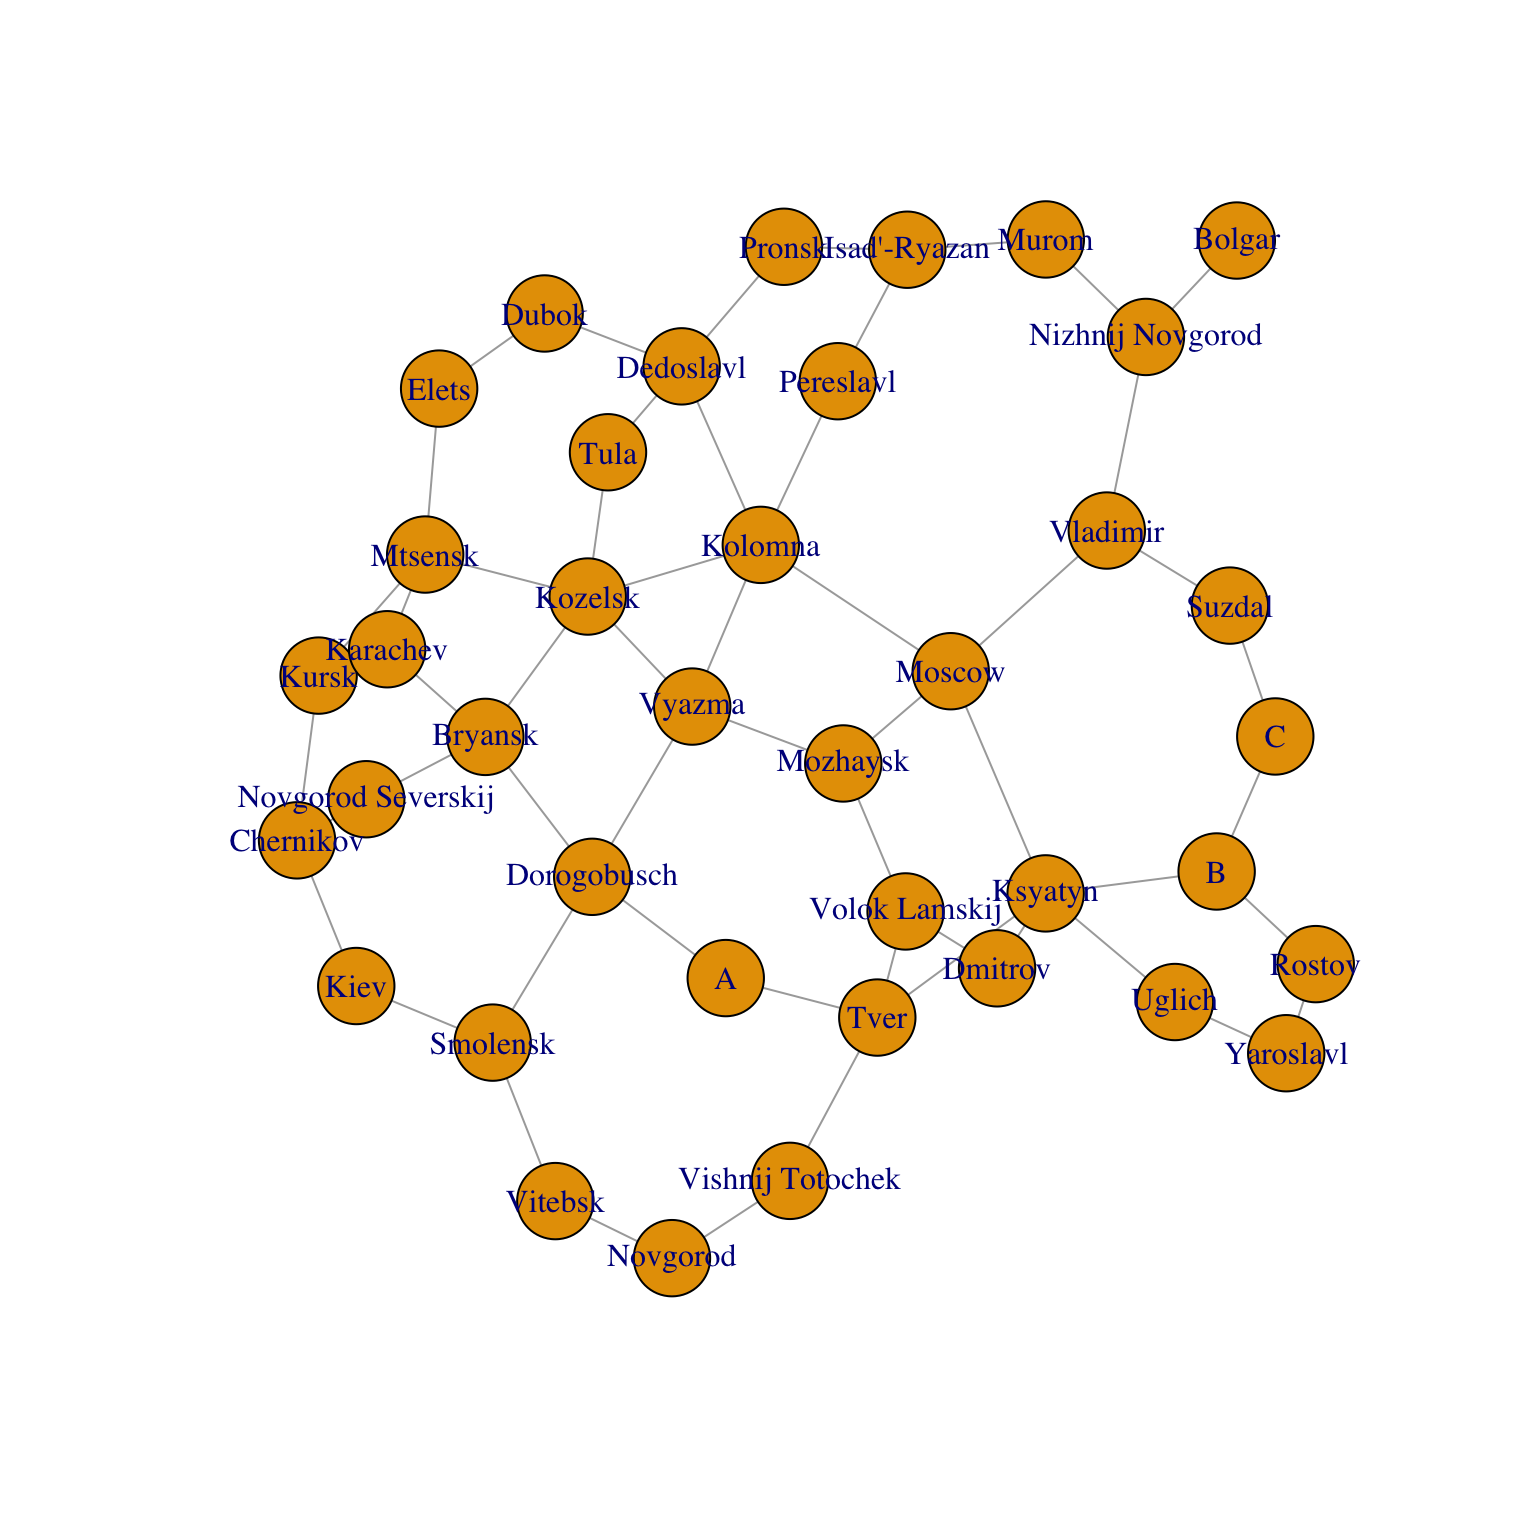 Pronsk
Isad'-Ryazan
Murom
Bolgar
Dubok
Nizhnij Novgorod
Dedoslavl
Pereslavl
Elets
Tula
Vladimir
Kolomna
Mtsensk
Kozelsk
Suzdal
Karachev
Kursk
Moscow
Vyazma
Bryansk
C
Mozhaysk
Novgorod Severskij
Chernikov
Dorogobusch
B
Ksyatyn
Volok Lamskij
Dmitrov
Rostov
A
Kiev
Uglich
Tver
Smolensk
Yaroslavl
Vishnij Totochek
Vitebsk
Novgorod